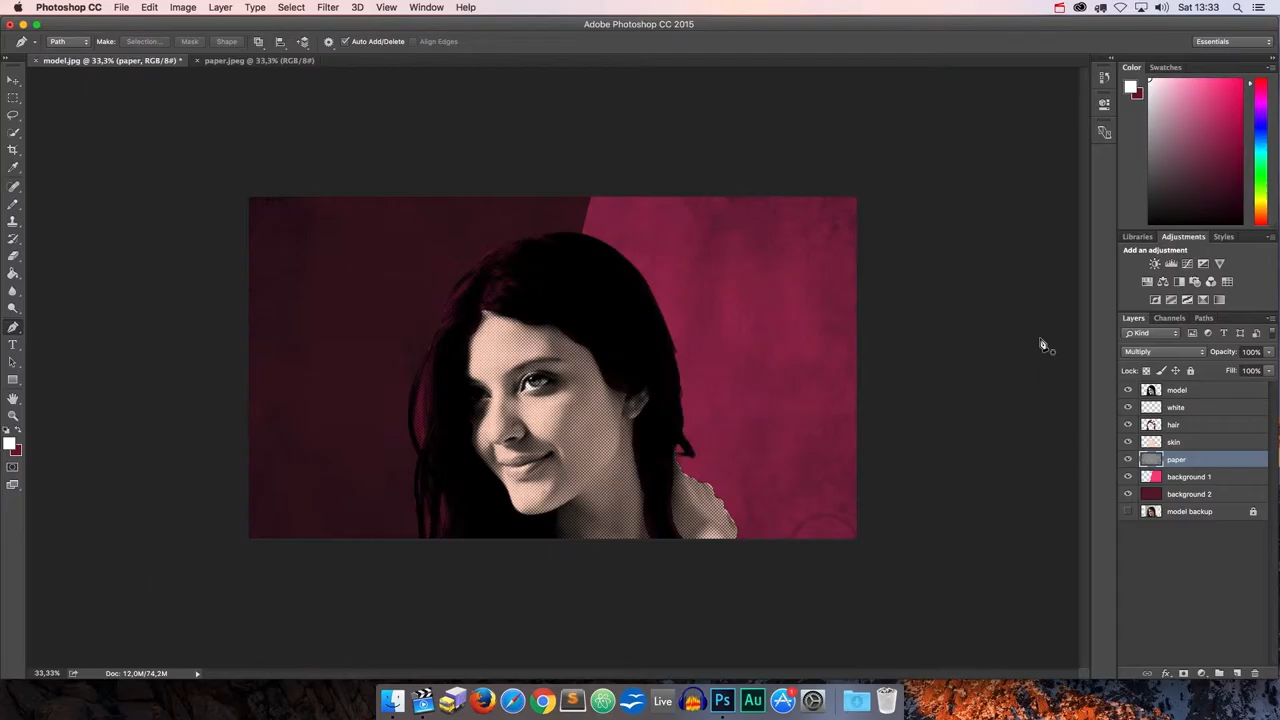 Photoshop CC File Edit Image Layer Type Select Filter 3D View Window Help Sat 13:33
Adobe Photoshop CC 2015
Path Make: Selection... Mask Shape Auto Add/Delete Align Edges Essentials
model.jpg @ 33,3% (paper, RGB/8#) * paper.jpeg @ 33,3% (RGB/8#)
Color Swatches
Libraries Adjustments Styles
Add an adjustment
Layers Channels Paths
Kind
Multiply Opacity: 100%
Lock: Fill: 100%
model
white
hair
skin
paper
background 1
background 2
model backup
33,33% Doc: 12,0M/74,2M
S Live Ps Au 1